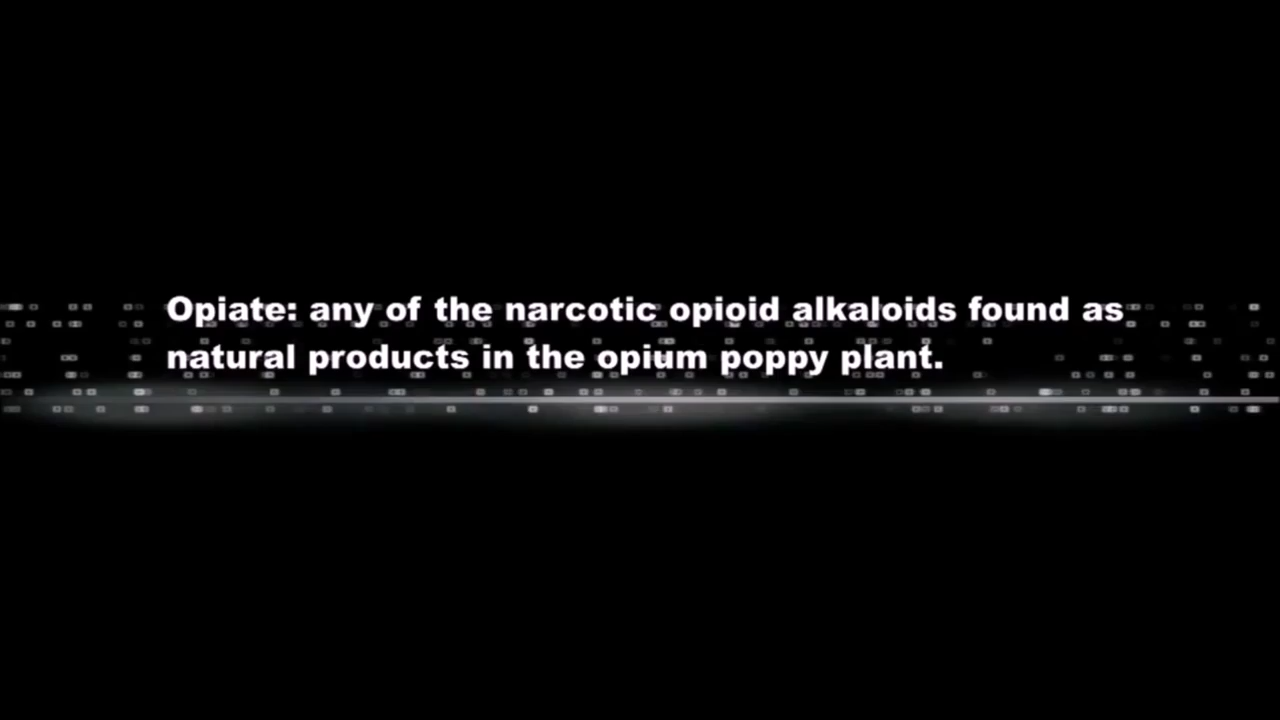 Opiate: any of the narcotic opioid alkaloids found as
natural products in the opium poppy plant.